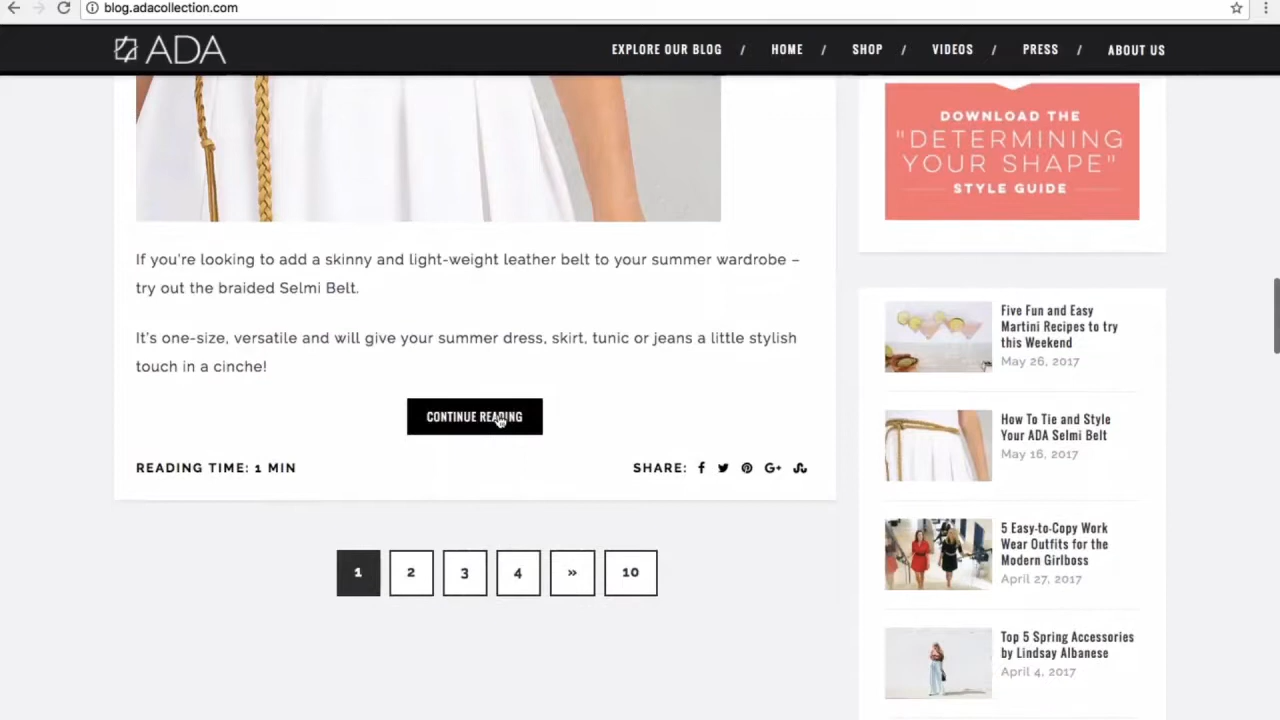 blog.adacollection.com
ADA
EXPLORE OUR BLOG / HOME / SHOP / VIDEOS / PRESS / ABOUT US
If you're looking to add a skinny and light-weight leather belt to your summer wardrobe –
try out the braided Selmi Belt.
It's one-size, versatile and will give your summer dress, skirt, tunic or jeans a little stylish
touch in a cinche!
CONTINUE READING
READING TIME: 1 MIN
SHARE:
1 2 3 4 » 10
DOWNLOAD THE
"DETERMINING
YOUR SHAPE"
STYLE GUIDE
Five Fun and Easy
Martini Recipes to try
this Weekend
May 26, 2017
How To Tie and Style
Your ADA Selmi Belt
May 16, 2017
5 Easy-to-Copy Work
Wear Outfits for the
Modern Girlboss
April 27, 2017
Top 5 Spring Accessories
by Lindsay Albanese
April 4, 2017